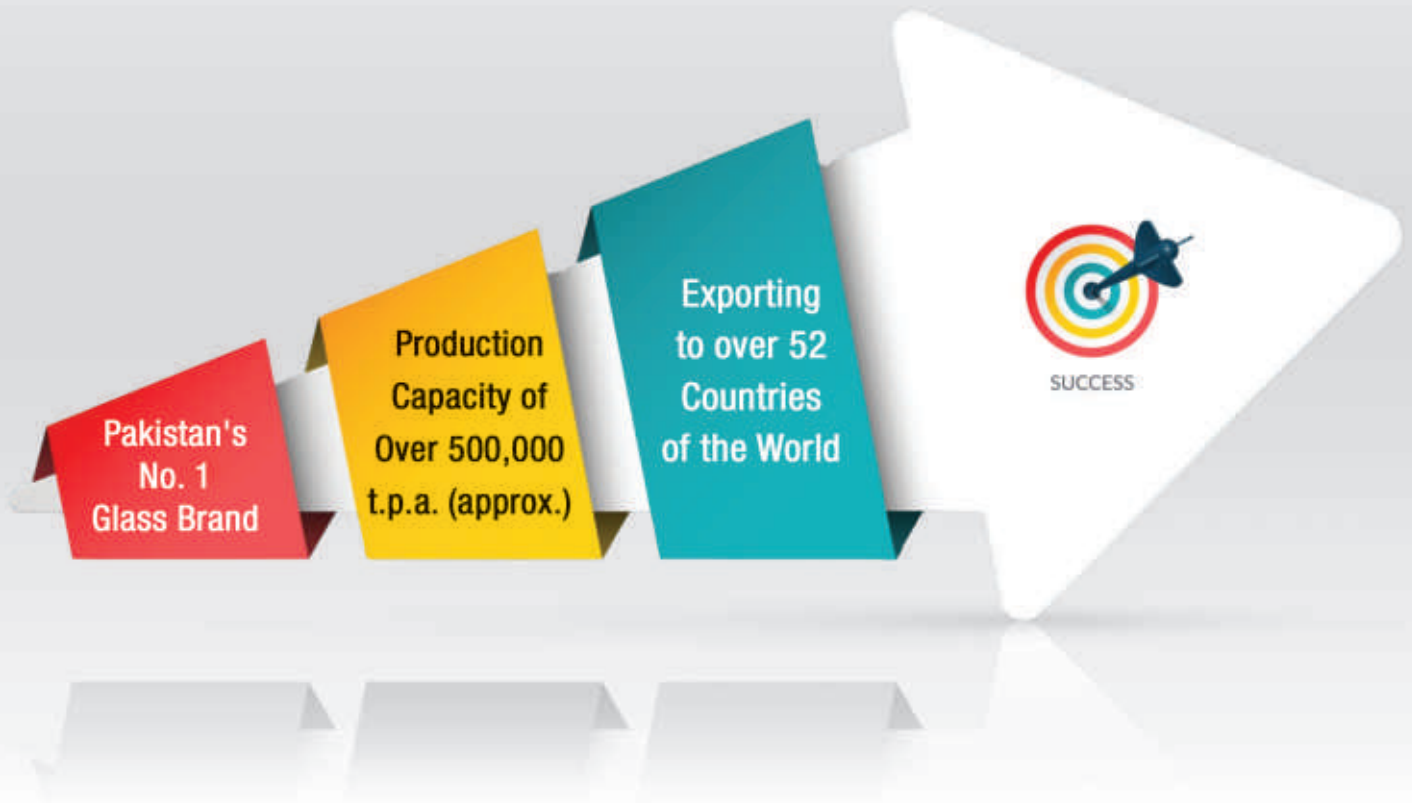 Pakistan's
No. 1
Glass Brand
Production
Capacity of
Over 500,000
t.p.a. (approx.)
Exporting
to over 52
Countries
of the World
SUCCESS